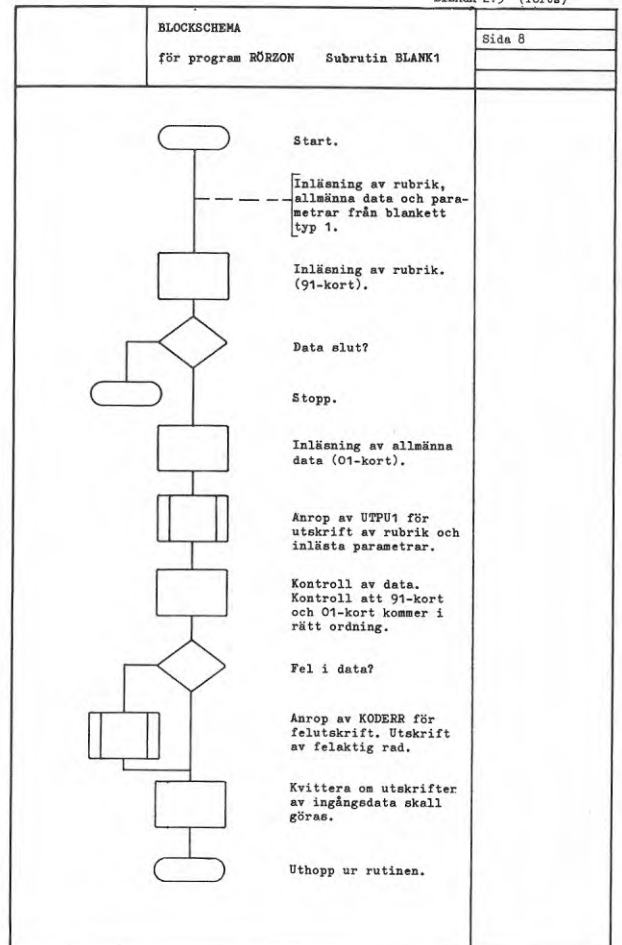 BLOCKSCHEMA
för program RÖRZON Subrutin BLANK1
Sida 8
Start.
Inläsning av rubrik,
allmänna data och para-
metrar från blankett
typ 1.
Inläsning av rubrik.
(91-kort).
Data slut?
Stopp.
Inläsning av allmänna
data (01-kort).
Anrop av UTPU1 för
utskrift av rubrik och
inlästa parametrar.
Kontroll av data.
Kontroll att 91-kort
och 01-kort kommer i
rätt ordning.
Fel i data?
Anrop av KODERR för
felutskrift. Utskrift
av felaktig rad.
Kvittera om utskrifter
av ingångsdata skall
göras.
Uthopp ur rutinen.